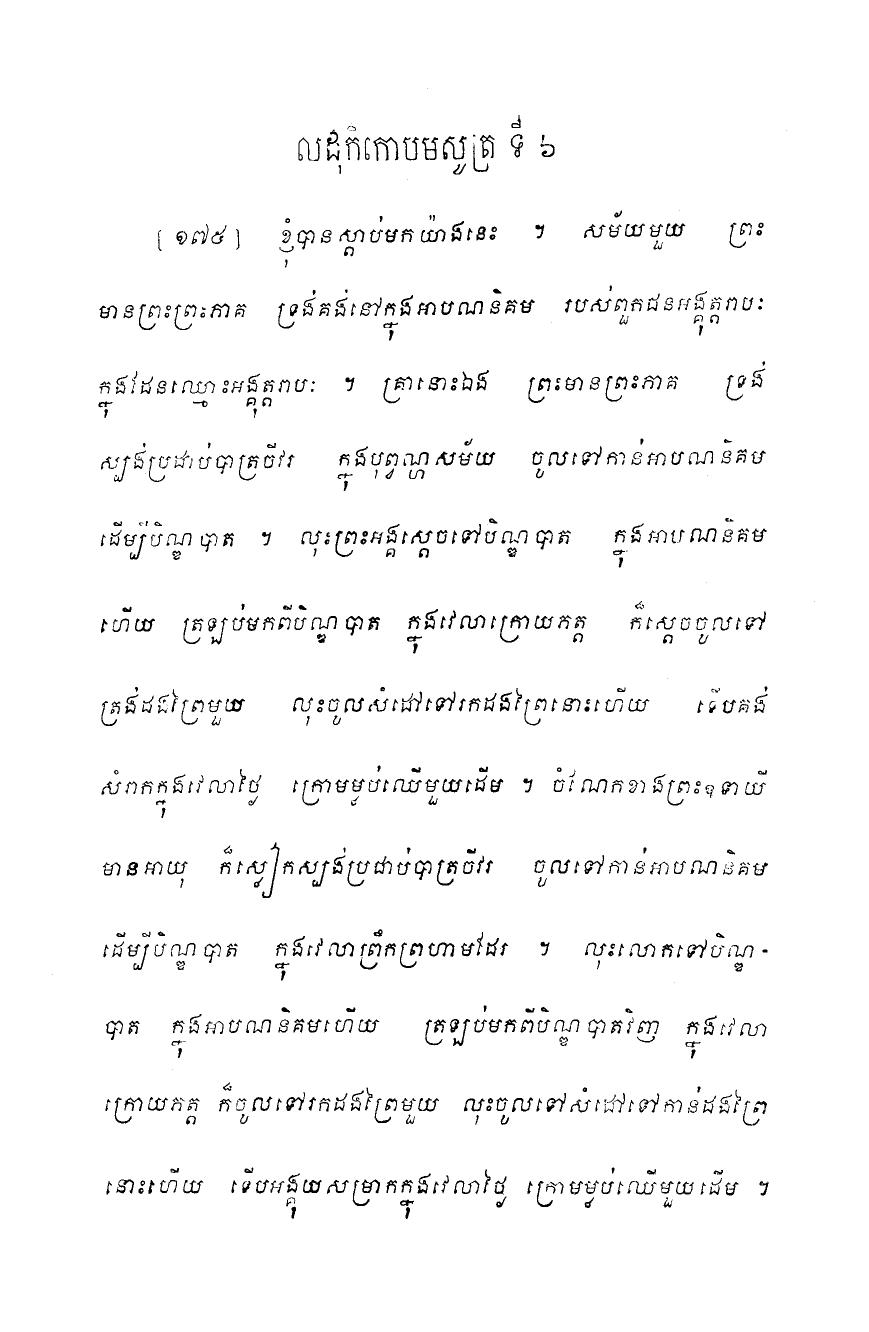 លដុកិកោបមសូត្រ ទី ៦
[១៧៥] ខ្ញុំបានស្តាប់មកយ៉ាងនេះ ។ សម័យមួយ ព្រះ
មានព្រះព្រះភាគ ទ្រង់គង់នៅក្នុងអាបណនិគម របស់ពួកជនអង្គុត្តរាបៈ
ក្នុងដែនឈ្មោះអង្គុត្តរាបៈ ។ គ្រានោះឯង ព្រះមានព្រះភាគ ទ្រង់
ស្បង់ប្រដាប់បាត្រចីវរ ក្នុងបុព្វណ្ហសម័យ ចូលទៅកាន់អាបណនិគម
ដើម្បីបិណ្ឌបាត ។ លុះព្រះអង្គស្តេចទៅបិណ្ឌបាត ក្នុងអាបណនិគម
ហើយ ត្រឡប់មកពីបិណ្ឌបាត ក្នុងវេលាក្រោយភត្ត ក៏ស្តេចចូលទៅ
ត្រង់ដងព្រៃមួយ លុះចូលសំដៅទៅរកដងព្រៃនោះហើយ ទើបគង់
សំរាកក្នុងវេលាថ្ងៃ ក្រោមម្លប់ឈើមួយដើម ។ ចំណែកខាងព្រះឧទាយី
មានអាយុ ក៏ស្លៀកស្បង់ប្រដាប់បាត្រចីវរ ចូលទៅកាន់អាបណនិគម
ដើម្បីបិណ្ឌបាត ក្នុងវេលាព្រឹកព្រហាមដែរ ។ លុះលោកទៅបិណ្ឌ-
បាត ក្នុងអាបណនិគមហើយ ត្រឡប់មកពីបិណ្ឌបាតវិញ ក្នុងវេលា
ក្រោយភត្ត ក៏ចូលទៅរកដងព្រៃមួយ លុះចូលទៅសំដៅទៅកាន់ដងព្រៃ
នោះហើយ ទើបអង្គុយសម្រាកក្នុងវេលាថ្ងៃ ក្រោមម្លប់ឈើមួយដើម ។